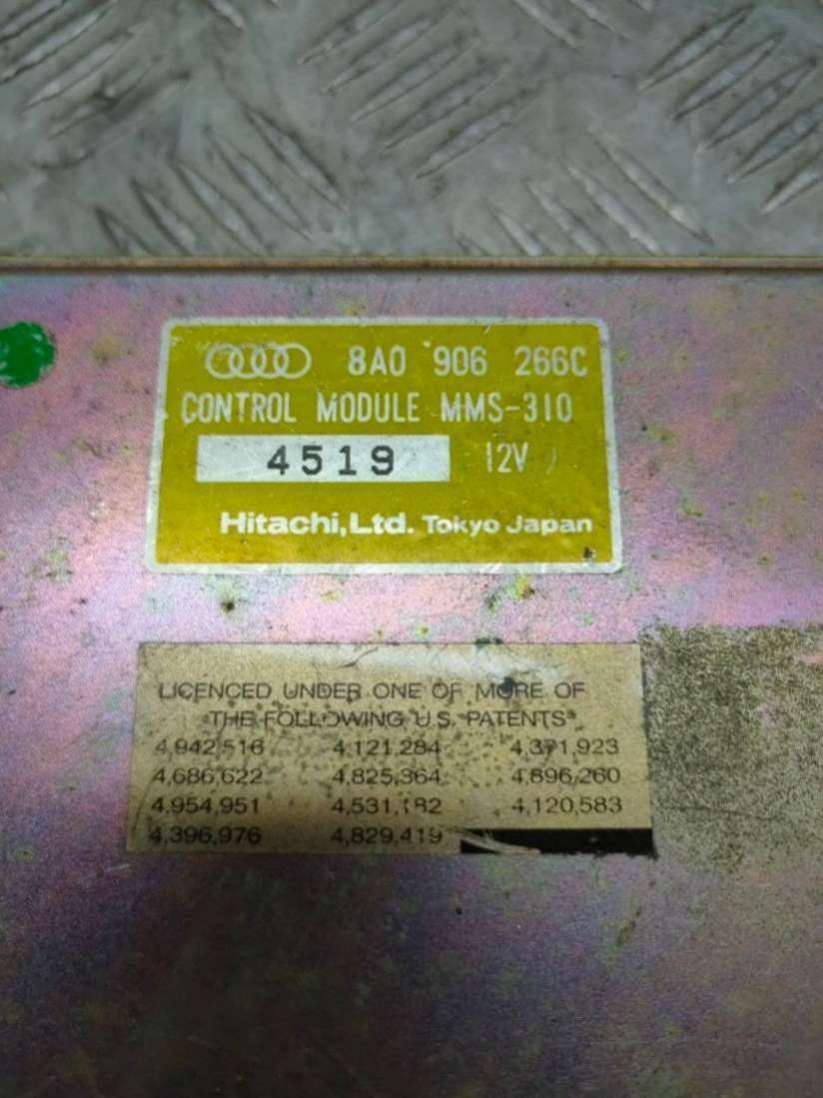 8A0 906 266C
CONTROL MODULE MMS-310
4519 12V
Hitachi, Ltd. Tokyo Japan
LICENCED UNDER ONE OF MORE OF
THE FOLLOWING U.S. PATENTS
4,942,516 4,121,284 4,371,923
4,686,622 4,825,364 4,896,260
4,954,951 4,531,182 4,120,583
4,396,976 4,829,419